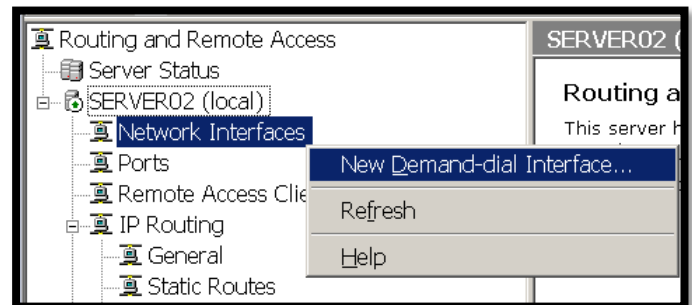 Routing and Remote Access
Server Status
SERVER02 (local)
Network Interfaces
Ports
Remote Access Clie
IP Routing
General
Static Routes
New Demand-dial Interface...
Refresh
Help
SERVER02 (
Routing a
This server h